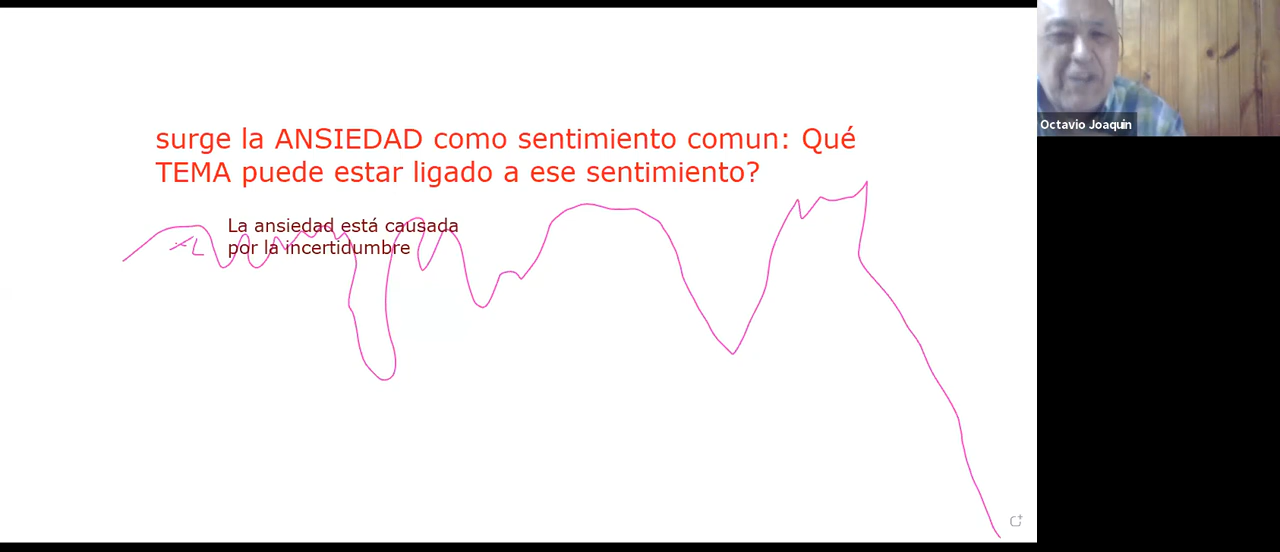 surge la ANSIEDAD como sentimiento comun: Qué
TEMA puede estar ligado a ese sentimiento?
La ansiedad está causada
por la incertidumbre
Octavio Joaquin